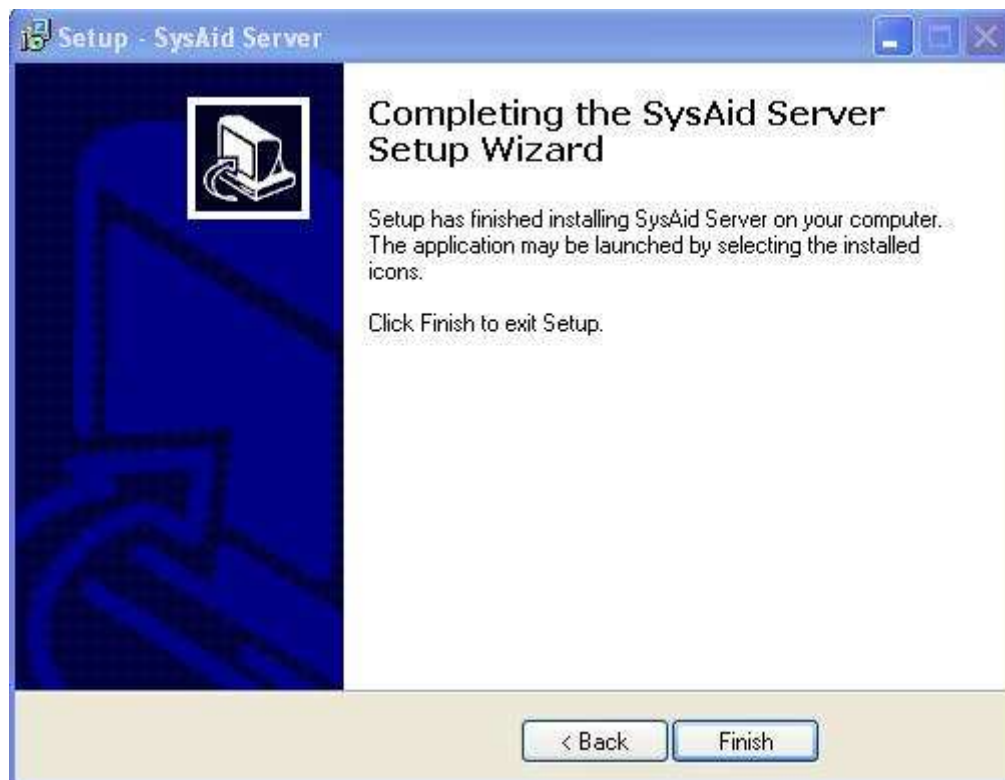 Setup - SysAid Server
Completing the SysAid Server
Setup Wizard
Setup has finished installing SysAid Server on your computer.
The application may be launched by selecting the installed
icons.
Click Finish to exit Setup.
< Back
Finish